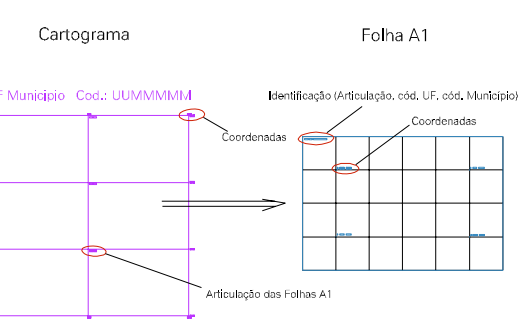 Cartograma
Folha A1
F Município Cod.: UUMMMMM
Identificação (Articulação, cód. UF, cód. Município)
Coordenadas
Coordenadas
Articulação das Folhas A1